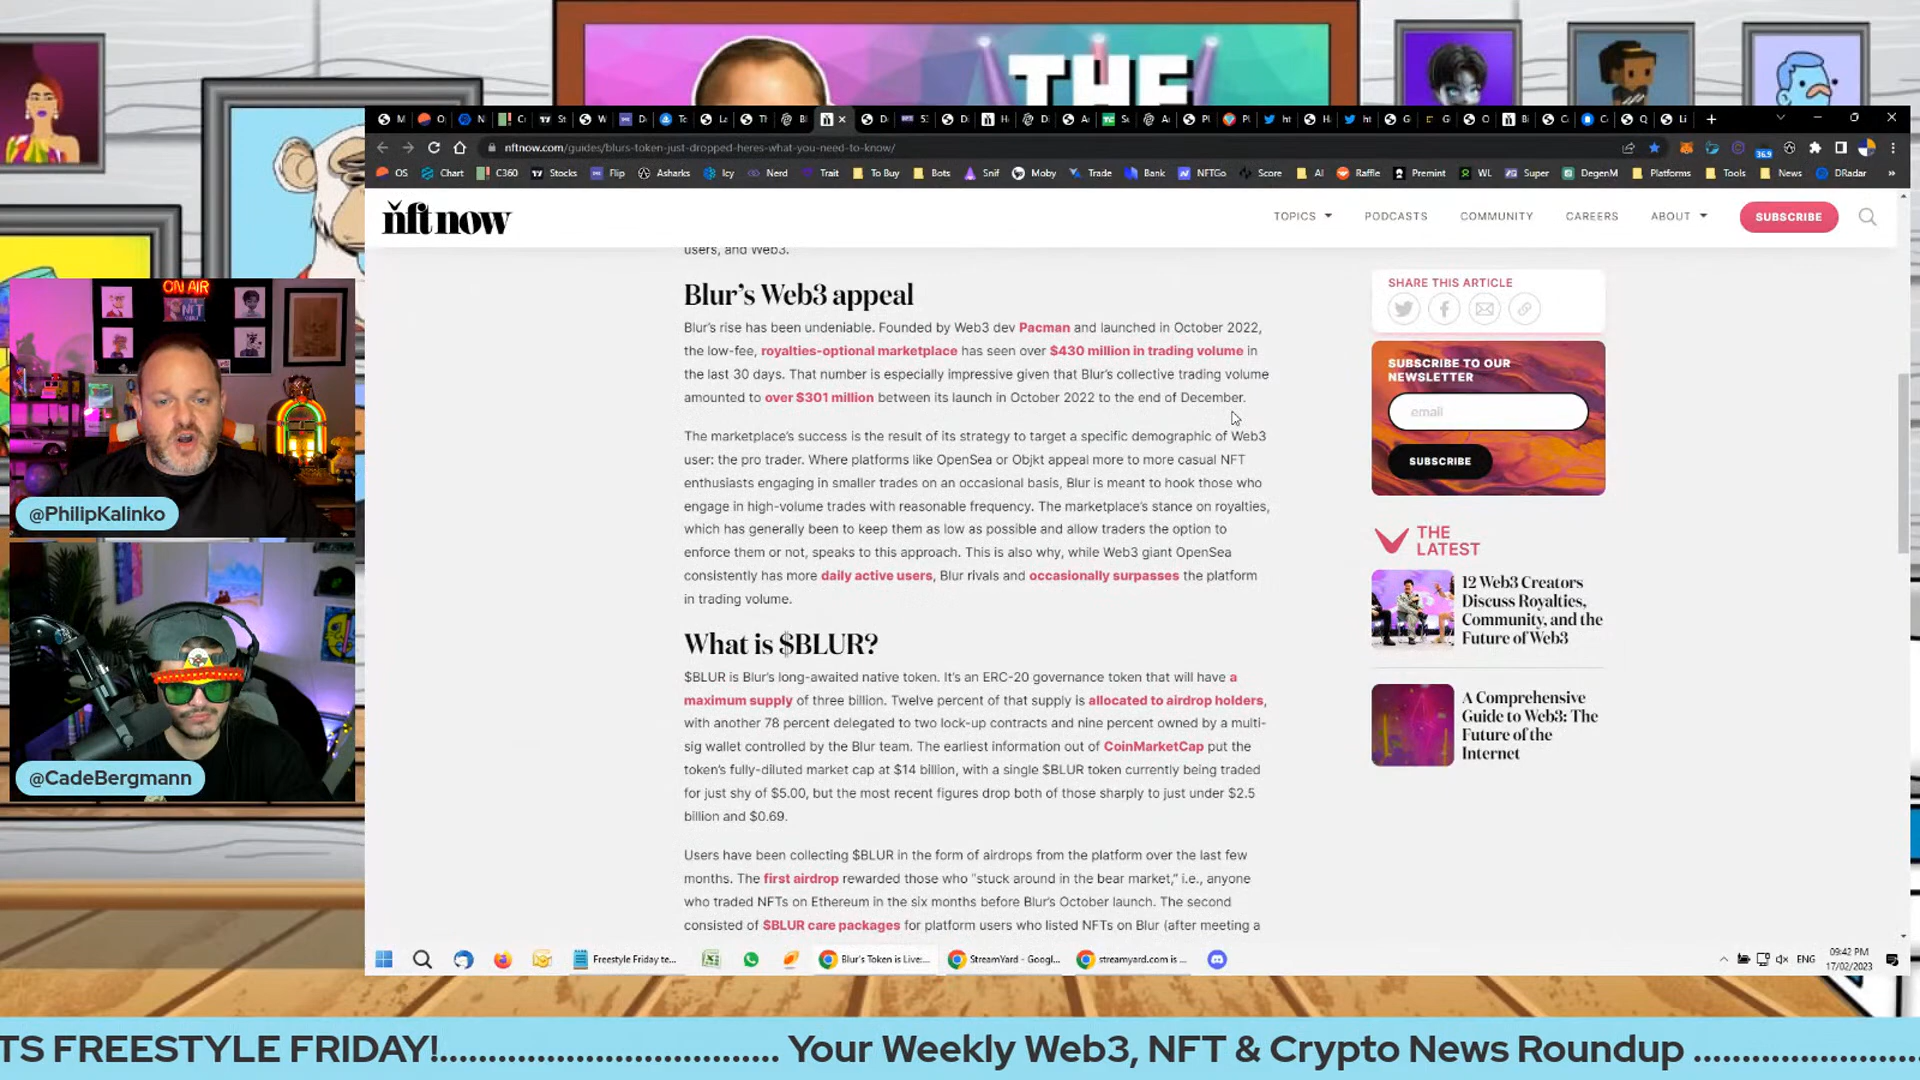 THE
M
O
N
C
St
W
D
Tc
La
Th
Bl
nftnow.com/guides/blurs-token-just-dropped-heres-what-you-need-to-know/
36.9
OS Chart C360 Stocks Flip Asharks Icy Nerd Trait To Buy Bots Snif Moby Trade Bank NFTGo Score AI Raffle Premint WL Super DegenM Platforms Tools News DRadar »
nft now
TOPICS PODCASTS COMMUNITY CAREERS ABOUT SUBSCRIBE
users, and Web3.
Blur's Web3 appeal
Blur's rise has been undeniable. Founded by Web3 dev Pacman and launched in October 2022,
the low-fee, royalties-optional marketplace has seen over $430 million in trading volume in
the last 30 days. That number is especially impressive given that Blur's collective trading volume
amounted to over $301 million between its launch in October 2022 to the end of December.
The marketplace's success is the result of its strategy to target a specific demographic of Web3
user: the pro trader. Where platforms like OpenSea or Objkt appeal more to more casual NFT
enthusiasts engaging in smaller trades on an occasional basis, Blur is meant to hook those who
engage in high-volume trades with reasonable frequency. The marketplace's stance on royalties,
which has generally been to keep them as low as possible and allow traders the option to
enforce them or not, speaks to this approach. This is also why, while Web3 giant OpenSea
consistently has more daily active users, Blur rivals and occasionally surpasses the platform
in trading volume.
What is $BLUR?
$BLUR is Blur's long-awaited native token. It's an ERC-20 governance token that will have a
maximum supply of three billion. Twelve percent of that supply is allocated to airdrop holders,
with another 78 percent delegated to two lock-up contracts and nine percent owned by a multi-
sig wallet controlled by the Blur team. The earliest information out of CoinMarketCap put the
token's fully-diluted market cap at $14 billion, with a single $BLUR token currently being traded
for just shy of $5.00, but the most recent figures drop both of those sharply to just under $2.5
billion and $0.69.
Users have been collecting $BLUR in the form of airdrops from the platform over the last few
months. The first airdrop rewarded those who "stuck around in the bear market," i.e., anyone
who traded NFTs on Ethereum in the six months before Blur's October launch. The second
consisted of $BLUR care packages for platform users who listed NFTs on Blur (after meeting a
SHARE THIS ARTICLE
SUBSCRIBE TO OUR
NEWSLETTER
email
SUBSCRIBE
THE
LATEST
12 Web3 Creators
Discuss Royalties,
Community, and the
Future of Web3
A Comprehensive
Guide to Web3: The
Future of the
Internet
ON AIR
@PhilipKalinko
@CadeBergmann
Freestyle Friday te...
Blur's Token is Live:...
StreamYard - Googl...
streamyard.com is ...
ENG
09:42 PM
17/02/2023
TS FREESTYLE FRIDAY!................................... Your Weekly Web3, NFT & Crypto News Roundup ........................